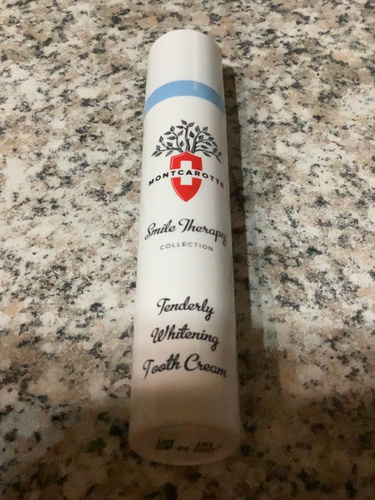 MONTCAROTTE
Smile Therapy
COLLECTION
Tenderly
Whitening
Tooth Cream